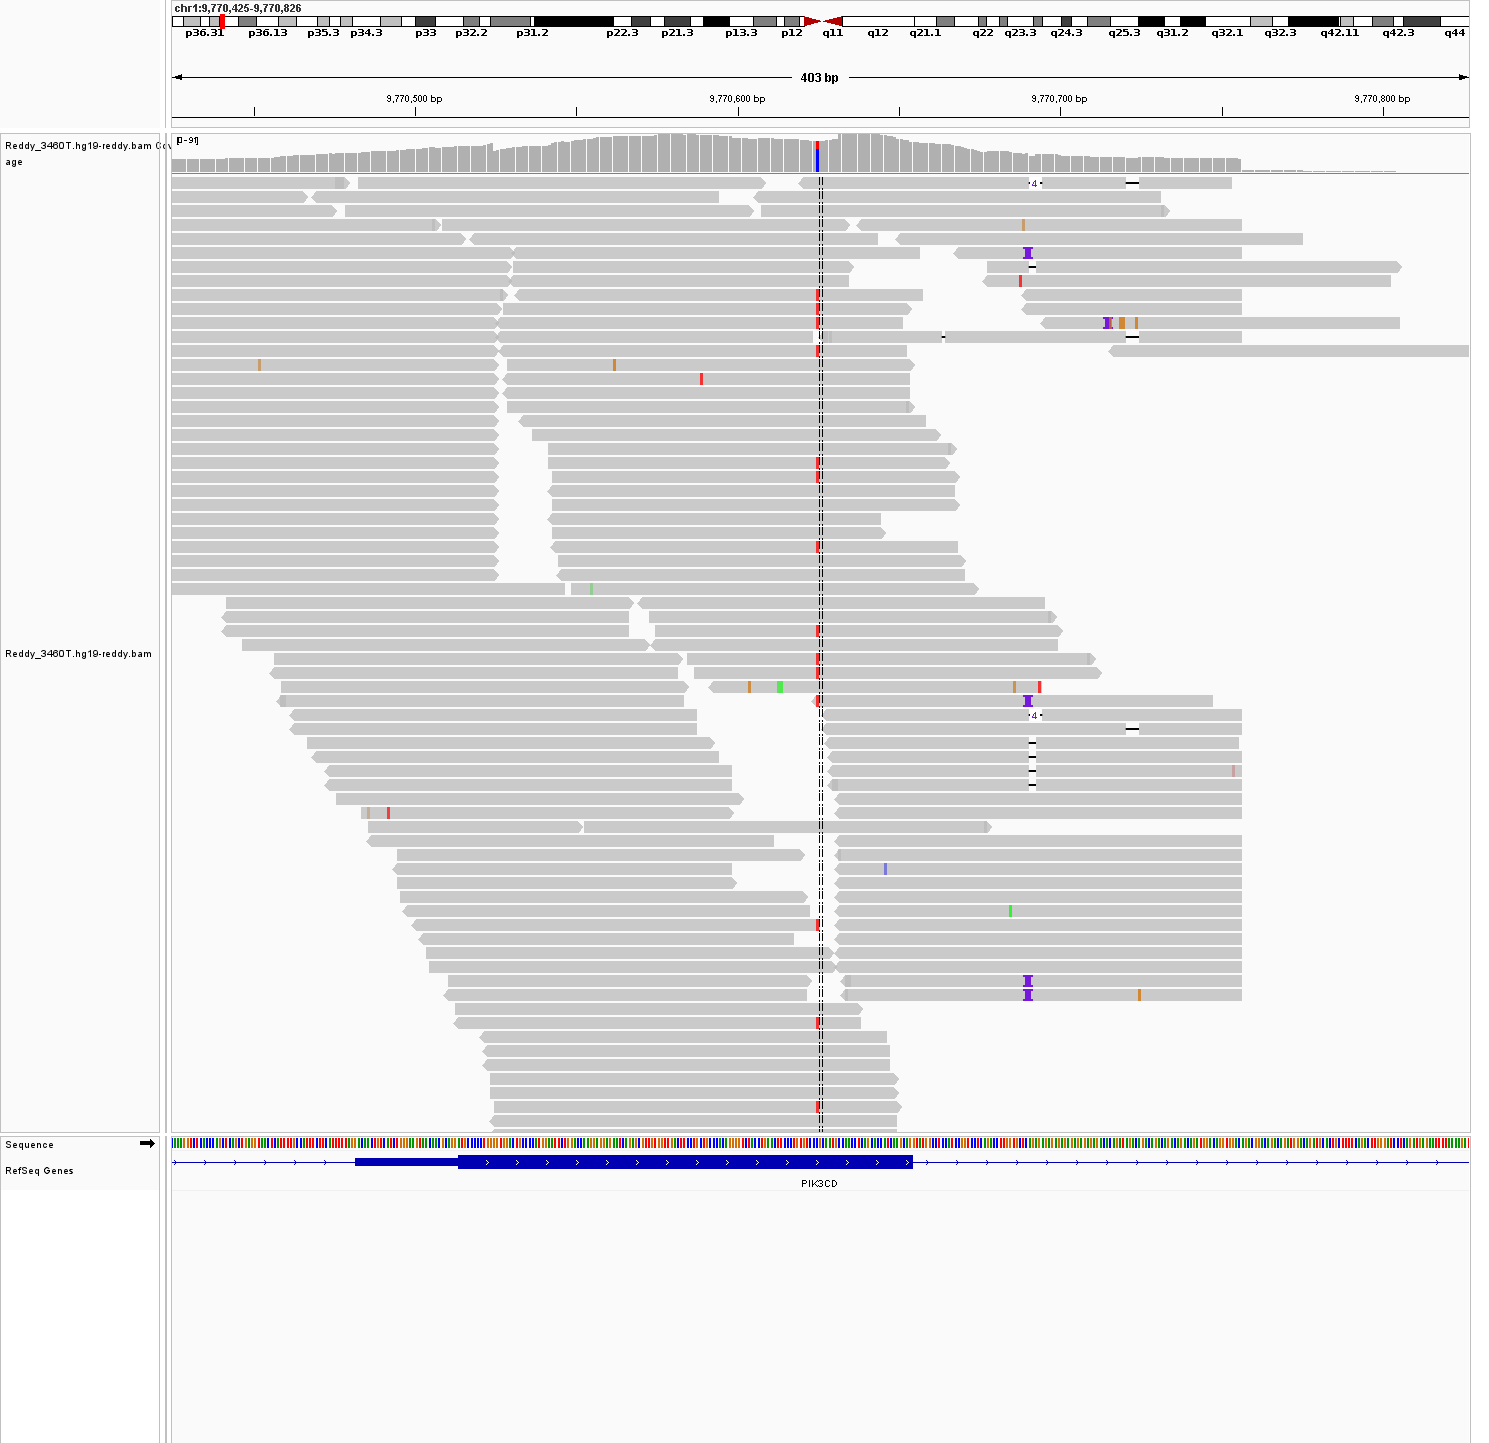 chr1:9,770,425-9,770,826
p36.31 p36.13 p35.3 p34.3 p33 p32.2 p31.2 p22.3 p21.3 p13.3 p12 q11 q12 q21.1 q22 q23.3 q24.3 q25.3 q31.2 q32.1 q32.3 q42.11 q42.3 q44
403 bp
9,770,500 bp 9,770,600 bp 9,770,700 bp 9,770,800 bp
Reddy_3460T.hg19-reddy.bam Cov
age
[0-91]
4
Reddy_3460T.hg19-reddy.bam
4
Sequence
RefSeq Genes
PIK3CD